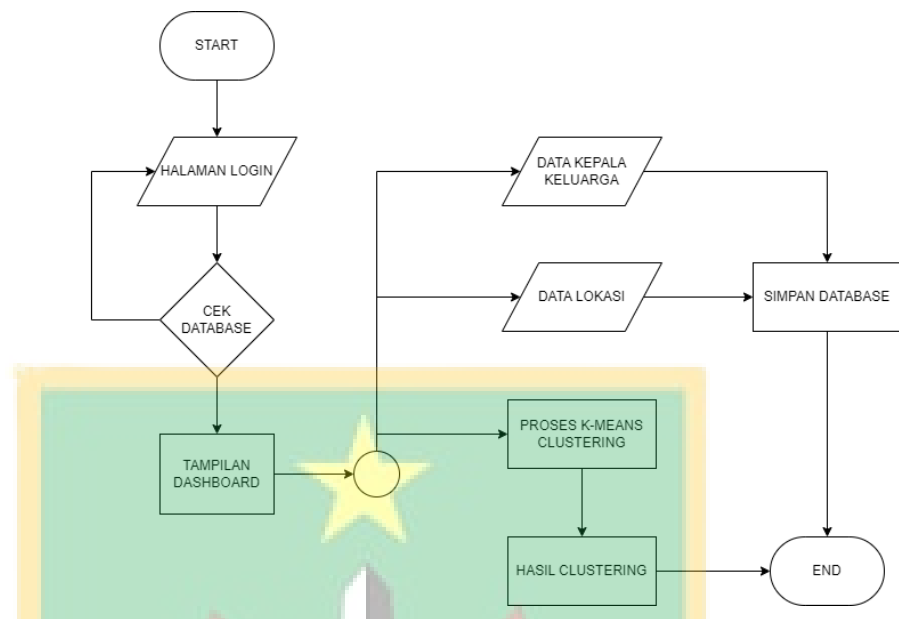 START
HALAMAN LOGIN
DATA KEPALA
KELUARGA
CEK
DATABASE
DATA LOKASI
SIMPAN DATABASE
PROSES K-MEANS
CLUSTERING
TAMPILAN
DASHBOARD
HASIL CLUSTERING
END